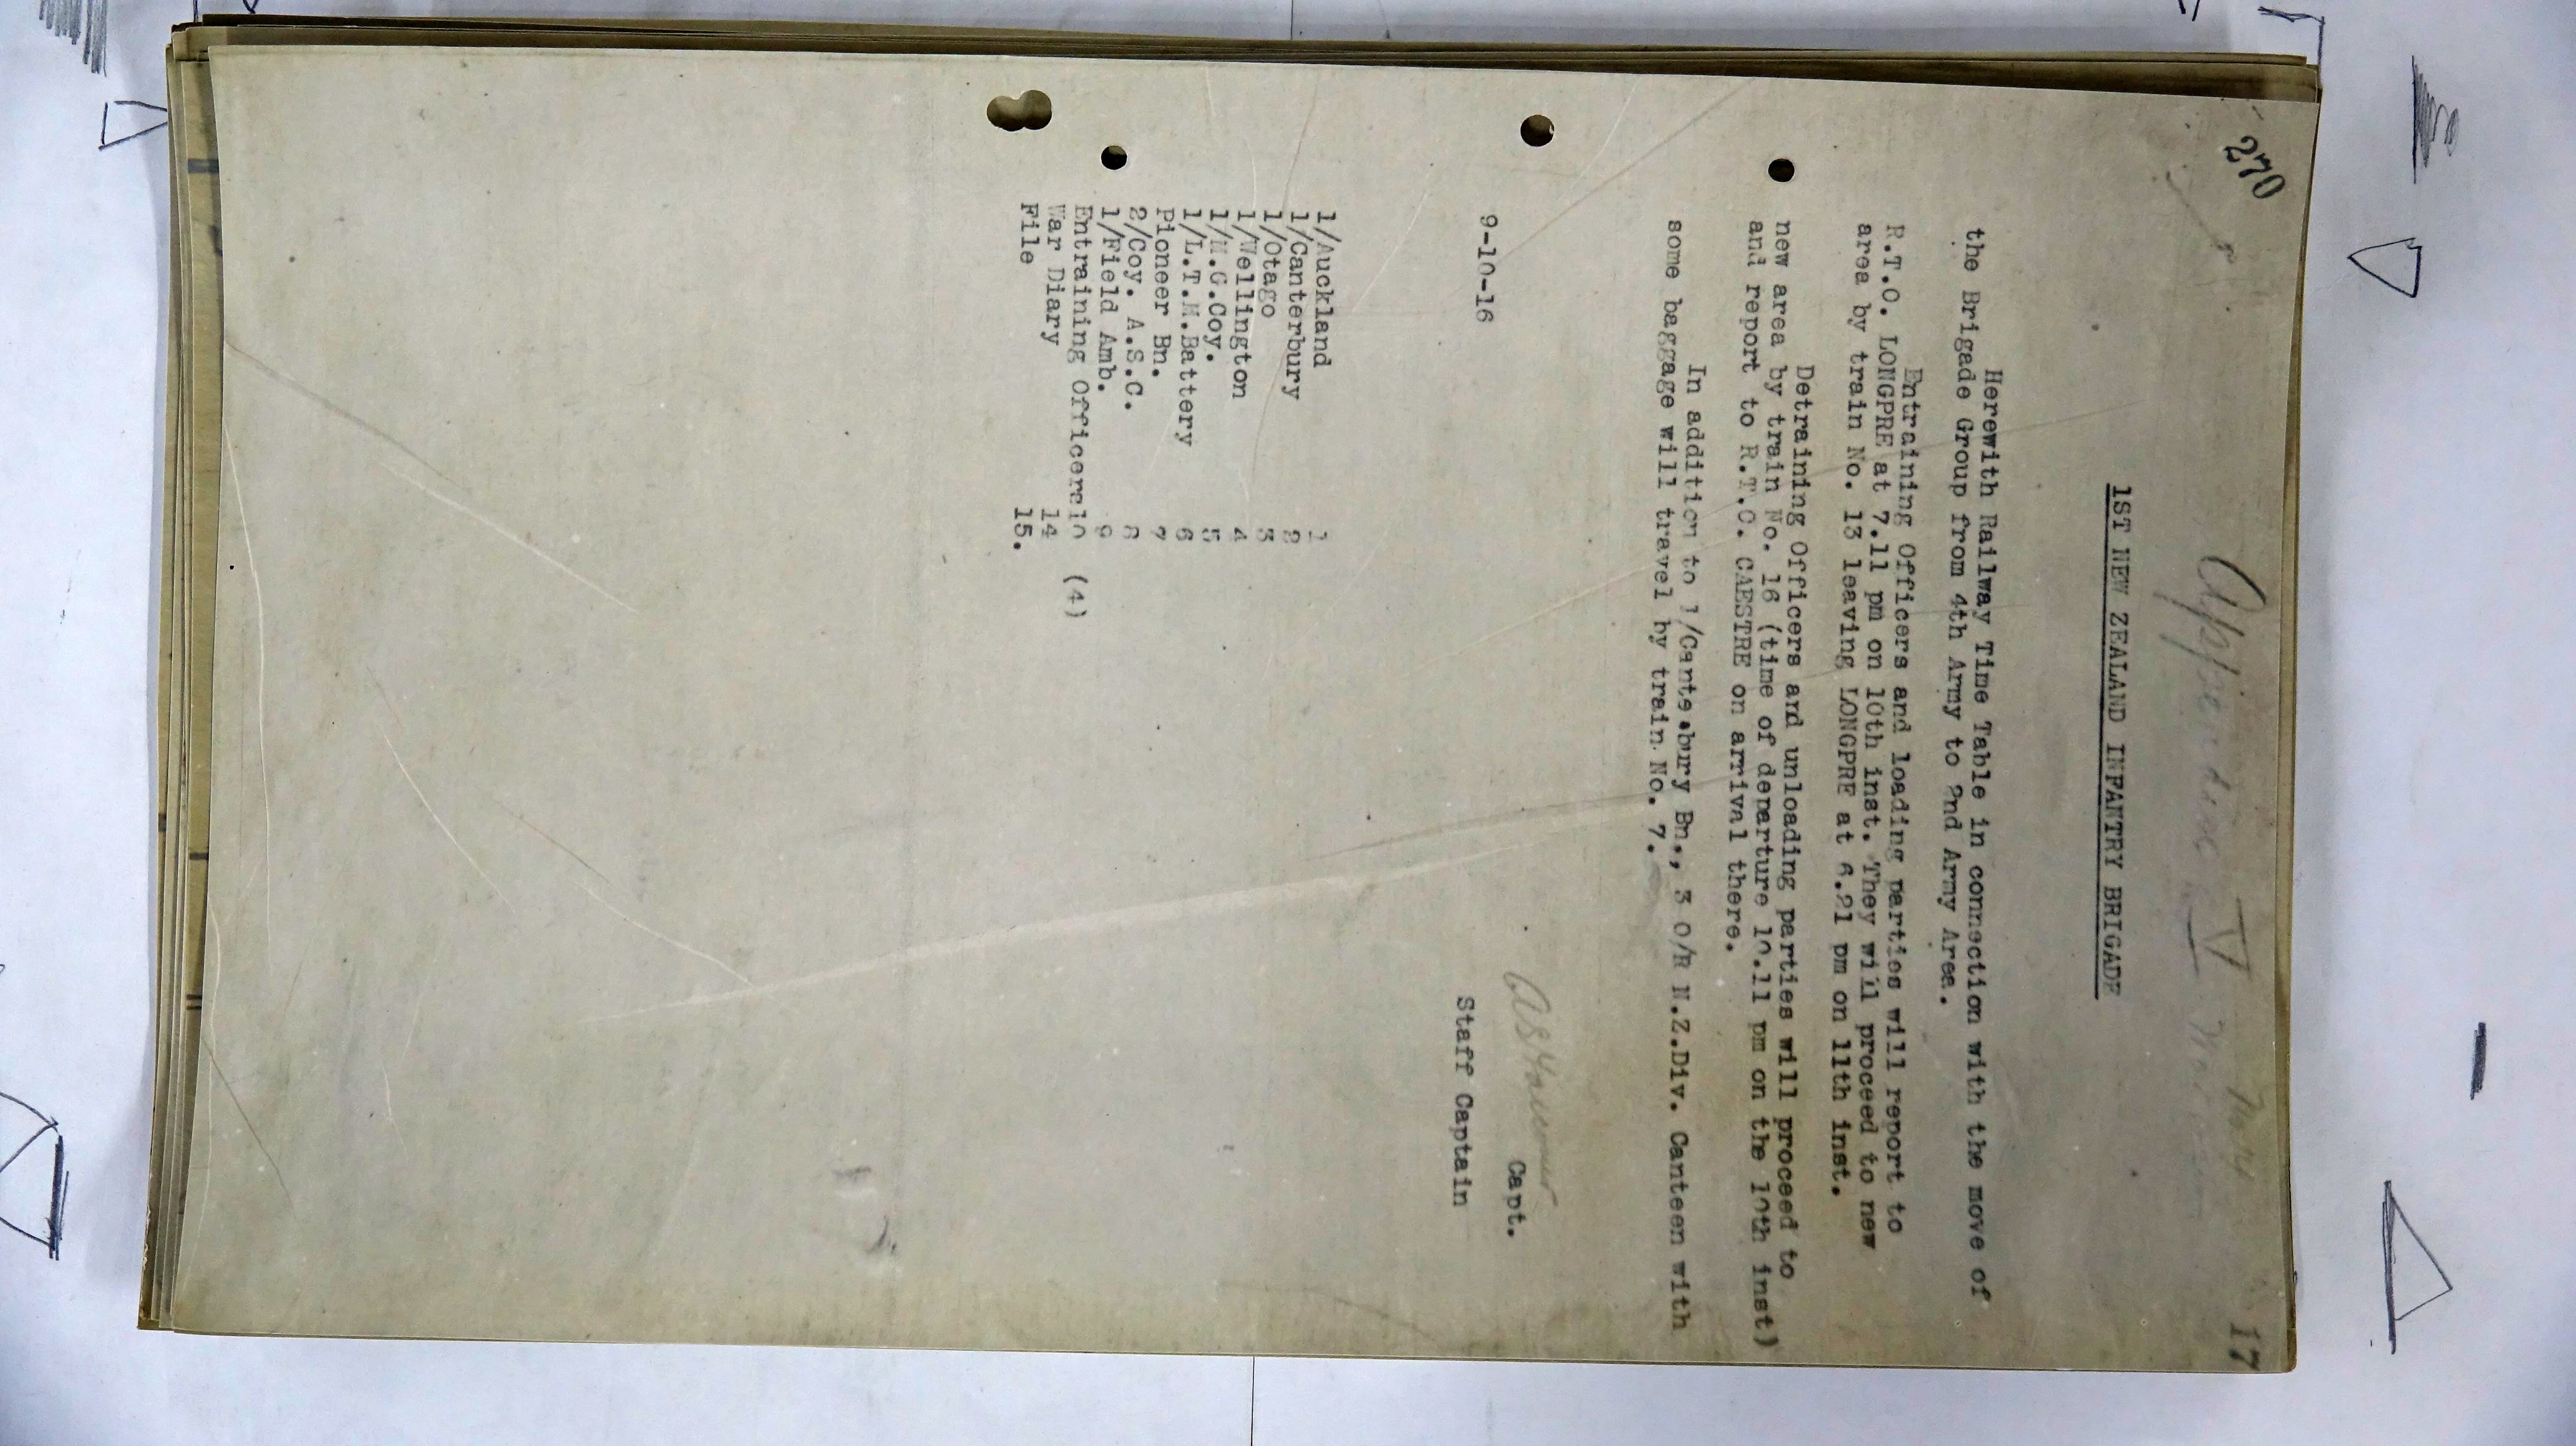 270
17
Appendix V
1ST NEW ZEALAND INFANTRY BRIGADE
Herewith Railway Time Table in connection with the move of
the Brigade Group from 4th Army to 2nd Army Area.
Entraining Officers and loading parties will report to
R.T.O. LONGPRE at 7.11 pm on 10th inst. They will proceed to new
area by train No. 13 leaving LONGPRE at 6.21 pm on 11th inst.
Detraining Officers and unloading parties will proceed to
new area by train No. 16 (time of departure 10.11 pm on the 10th inst)
and report to R.T.O. CAESTRE on arrival there.
In addition to 1/Canterbury Bn., 3 O/R N.Z.Div. Canteen with
some baggage will travel by train No. 7.
Capt.
9-10-16
Staff Captain
1/Auckland 1
1/Canterbury 2
1/Otago 3
1/Wellington 4
1/M.G.Coy. 5
1/L.T.M.Battery 6
Pioneer Bn. 7
2/Coy. A.S.C. 8
1/Field Amb. 9
Entraining Officers10 (4)
War Diary 14
File 15.